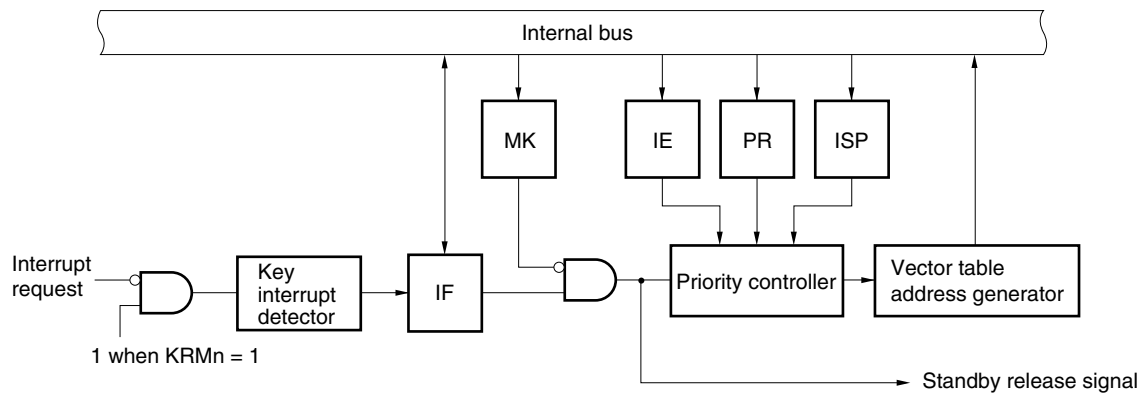 Internal bus
MK
IE
PR
ISP
Interrupt
request
Key
interrupt
detector
IF
Priority controller
Vector table
address generator
1 when KRMn = 1
Standby release signal